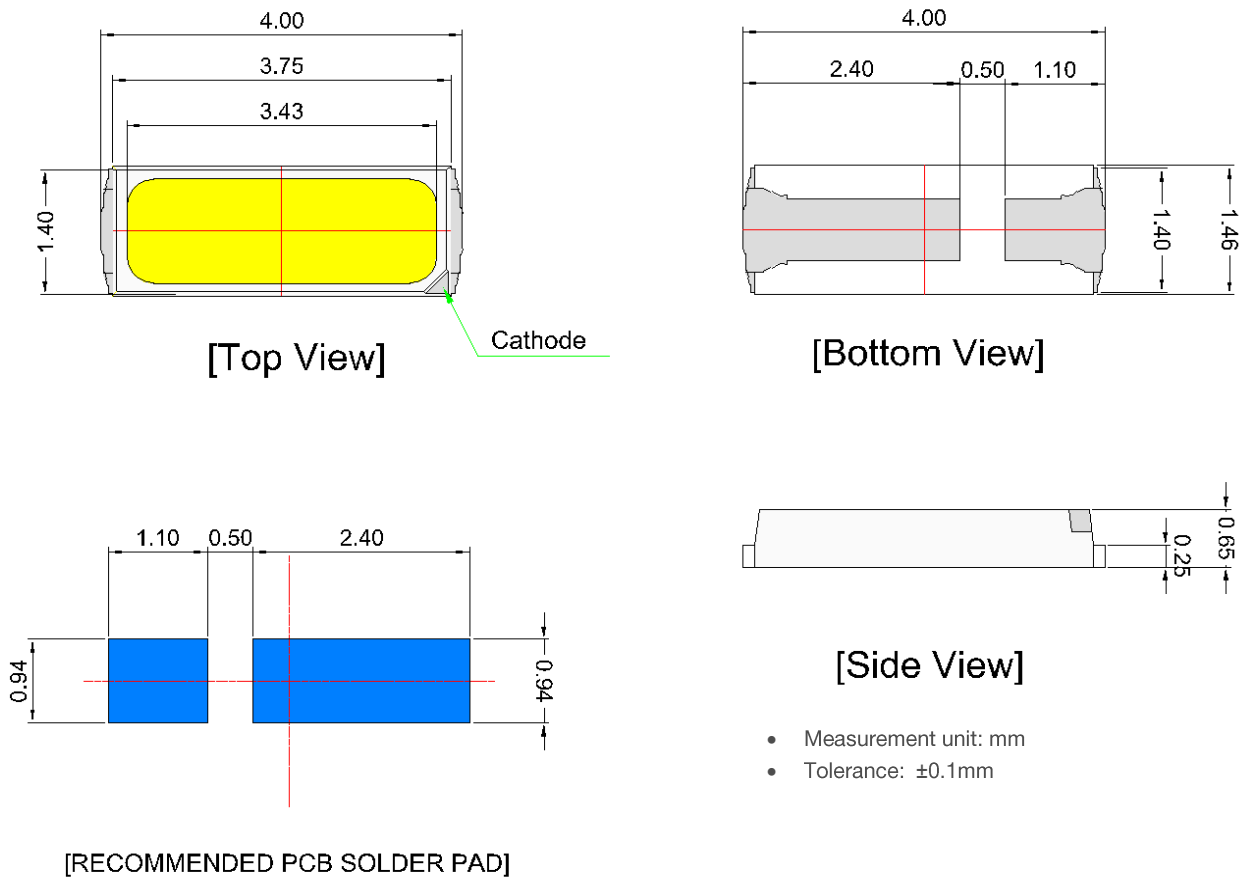 4.00
3.75
3.43
1.40
Cathode
[Top View]
4.00
2.40 0.50 1.10
1.40
1.46
[Bottom View]
1.10 0.50 2.40
0.94
0.94
[RECOMMENDED PCB SOLDER PAD]
0.25
0.65
[Side View]
• Measurement unit: mm
• Tolerance: ±0.1mm